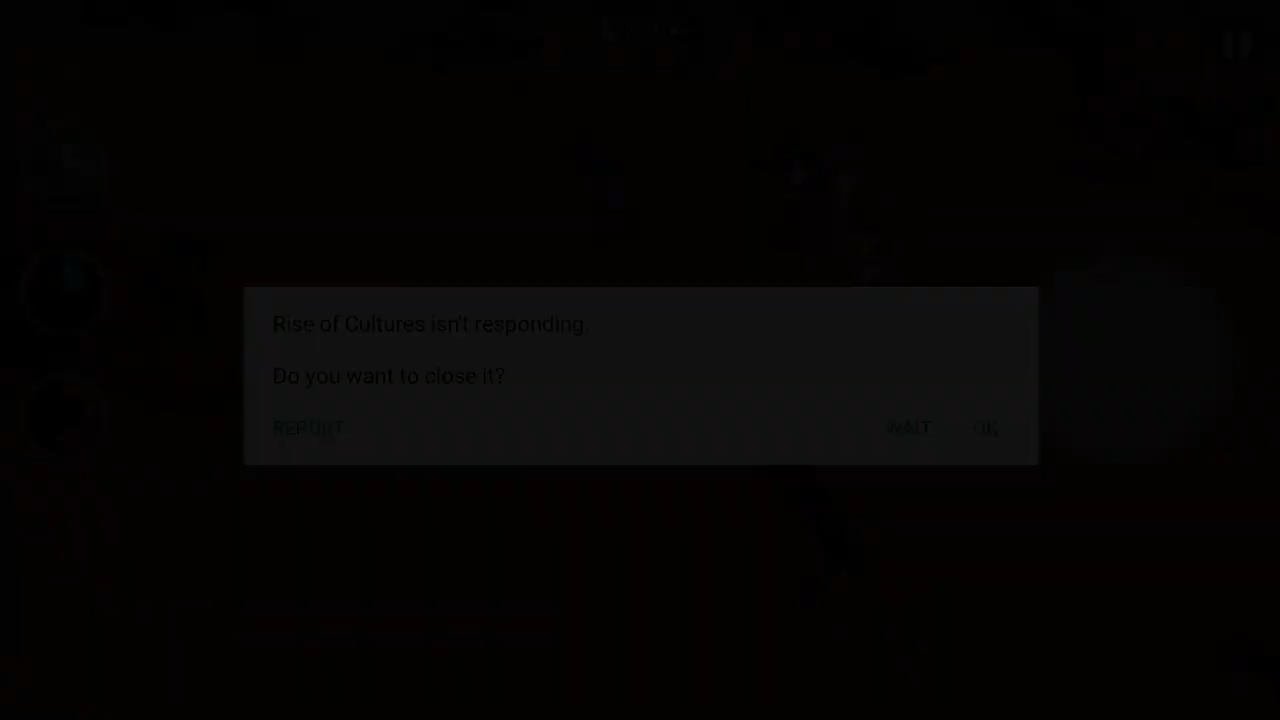 Rise of Cultures isn't responding.
Do you want to close it?
REPORT WAIT OK